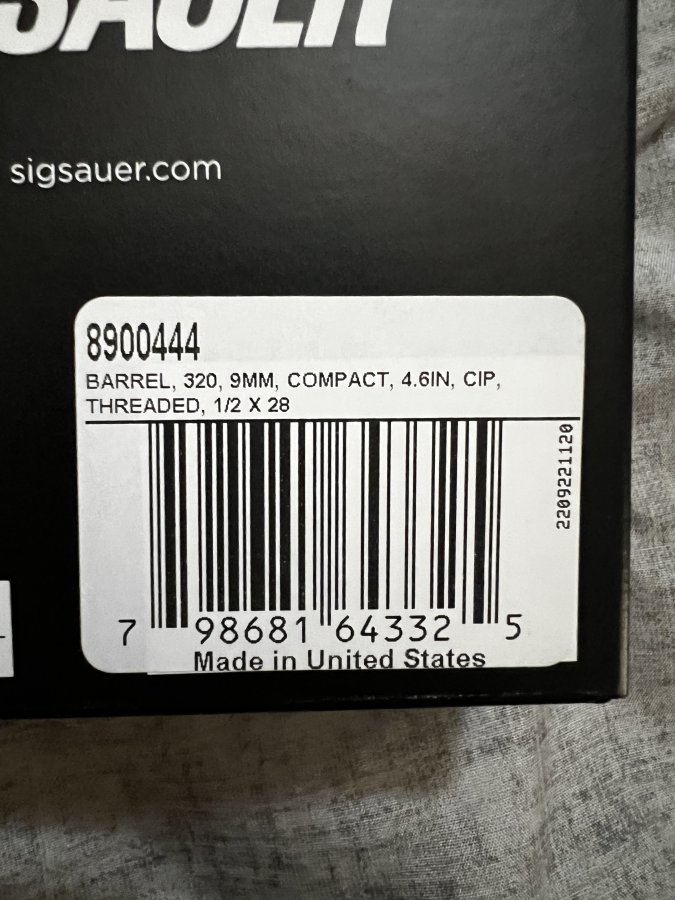 SAUER
sigsauer.com
8900444
BARREL, 320, 9MM, COMPACT, 4.6IN, CIP,
THREADED, 1/2 X 28
2209221120
7 98681 64332 5
Made in United States